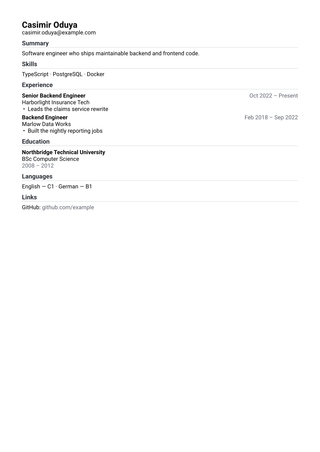 Casimir Oduya
casimir.oduya@example.com
Summary
Software engineer who ships maintainable backend and frontend code.
Skills
TypeScript · PostgreSQL · Docker
Experience
Senior Backend Engineer Oct 2022 – Present
Harborlight Insurance Tech
• Leads the claims service rewrite
Backend Engineer Feb 2018 – Sep 2022
Marlow Data Works
• Built the nightly reporting jobs
Education
Northbridge Technical University
BSc Computer Science
2008 – 2012
Languages
English — C1 · German — B1
Links
GitHub: github.com/example